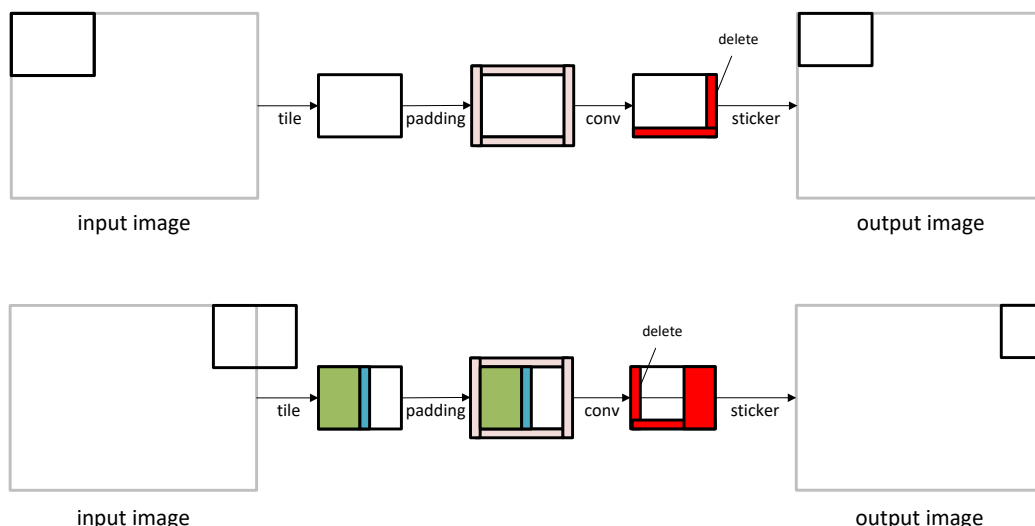 delete
tile
padding
conv
sticker
input image
output image
delete
tile
padding
conv
sticker
input image
output image